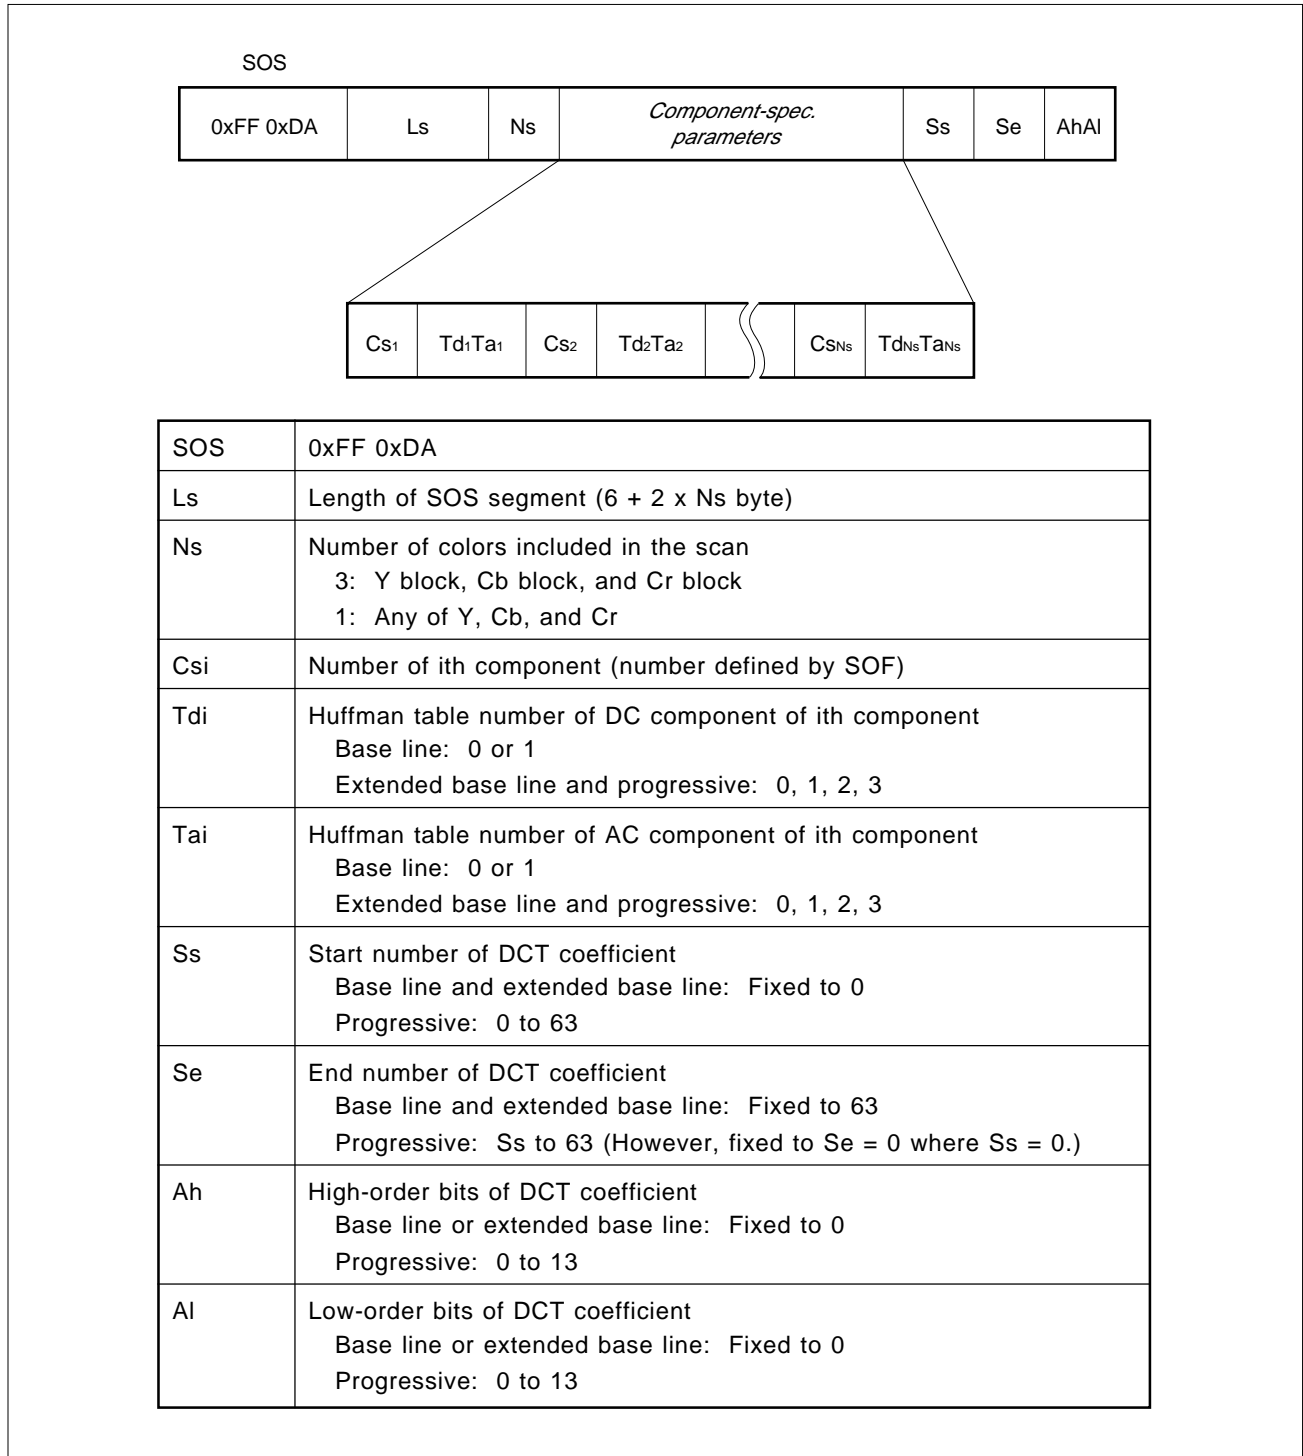 SOS
0xFF 0xDA Ls Ns Component-spec. parameters Ss Se AhAl
Cs1 Td1Ta1 Cs2 Td2Ta2 CsNs TdNsTaNs
SOS 0xFF 0xDA
Ls Length of SOS segment (6 + 2 x Ns byte)
Ns Number of colors included in the scan
3: Y block, Cb block, and Cr block
1: Any of Y, Cb, and Cr
Csi Number of ith component (number defined by SOF)
Tdi Huffman table number of DC component of ith component
Base line: 0 or 1
Extended base line and progressive: 0, 1, 2, 3
Tai Huffman table number of AC component of ith component
Base line: 0 or 1
Extended base line and progressive: 0, 1, 2, 3
Ss Start number of DCT coefficient
Base line and extended base line: Fixed to 0
Progressive: 0 to 63
Se End number of DCT coefficient
Base line and extended base line: Fixed to 63
Progressive: Ss to 63 (However, fixed to Se = 0 where Ss = 0.)
Ah High-order bits of DCT coefficient
Base line or extended base line: Fixed to 0
Progressive: 0 to 13
Al Low-order bits of DCT coefficient
Base line or extended base line: Fixed to 0
Progressive: 0 to 13